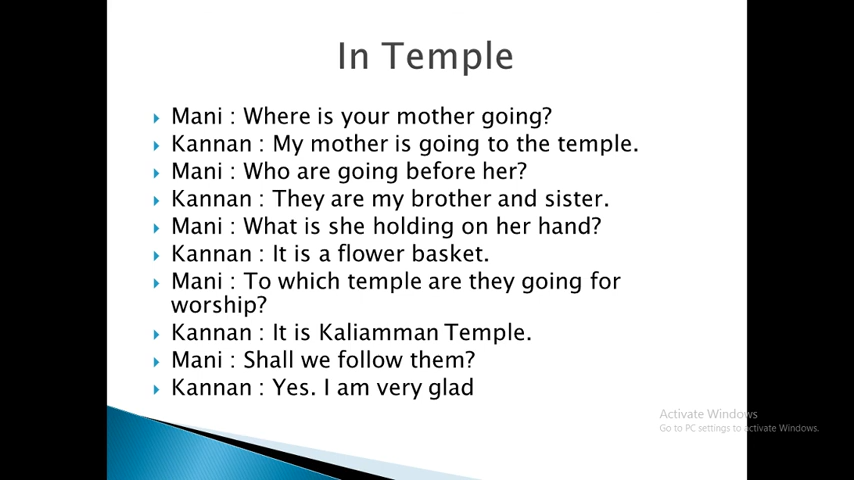 In Temple
Mani : Where is your mother going?
Kannan : My mother is going to the temple.
Mani : Who are going before her?
Kannan : They are my brother and sister.
Mani : What is she holding on her hand?
Kannan : It is a flower basket.
Mani : To which temple are they going for
worship?
Kannan : It is Kaliamman Temple.
Mani : Shall we follow them?
Kannan : Yes. I am very glad
Activate Windows
Go to PC settings to activate Windows.